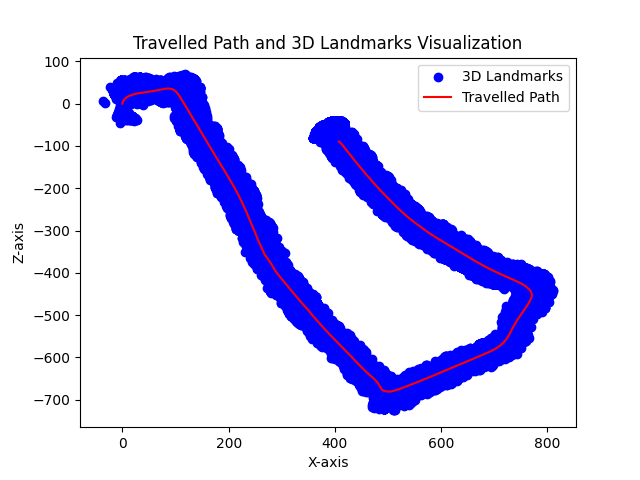 Travelled Path and 3D Landmarks Visualization
3D Landmarks
Travelled Path
100
0
−100
−200
−300
−400
−500
−600
−700
Z-axis
0
200
400
600
800
X-axis